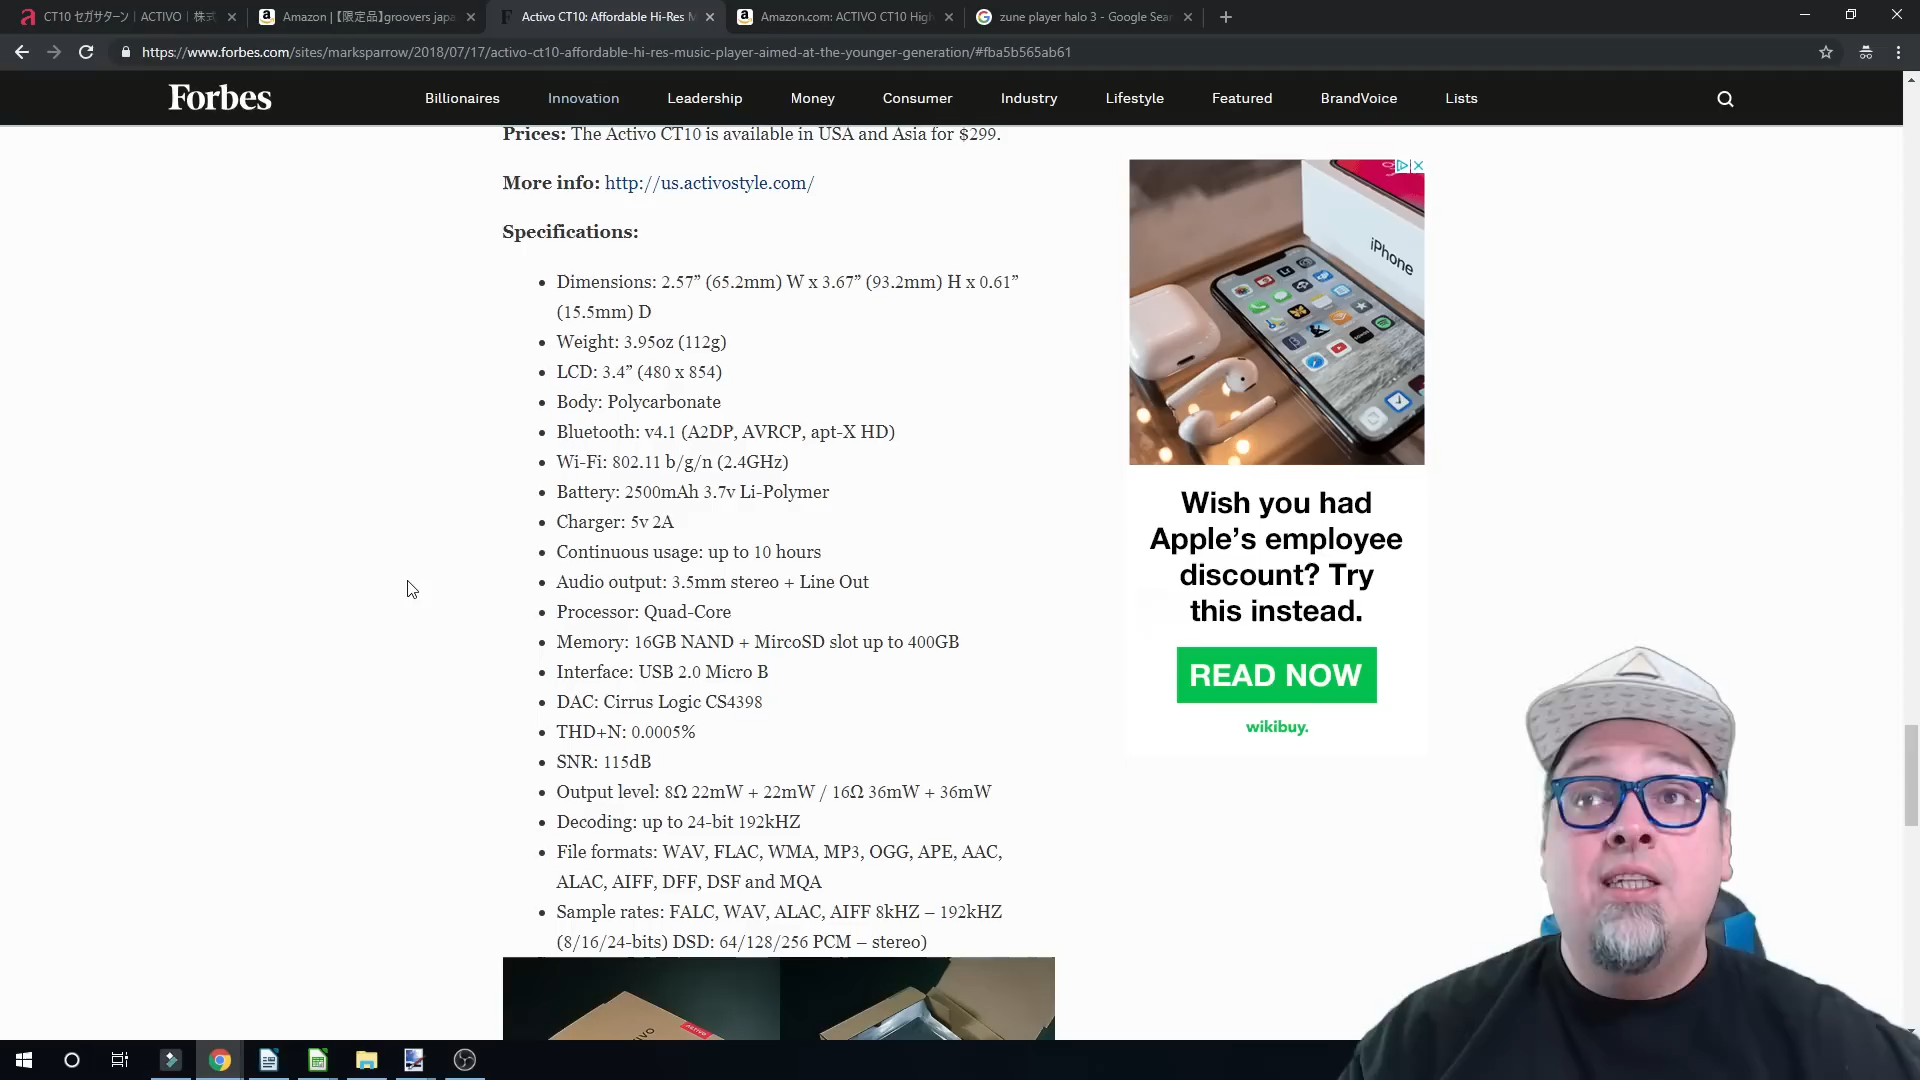 CT10 セガサターン | ACTIVO | 株式
Amazon | 【限定品】groovers japa
Activo CT10: Affordable Hi-Res M
Amazon.com: ACTIVO CT10 High
zune player halo 3 - Google Sear
https://www.forbes.com/sites/marksparrow/2018/07/17/activo-ct10-affordable-hi-res-music-player-aimed-at-the-younger-generation/#fba5b565ab61
Forbes
Billionaires Innovation Leadership Money Consumer Industry Lifestyle Featured BrandVoice Lists
Prices: The Activo CT10 is available in USA and Asia for $299.
More info: http://us.activostyle.com/
Specifications:
• Dimensions: 2.57” (65.2mm) W x 3.67” (93.2mm) H x 0.61”
(15.5mm) D
• Weight: 3.95oz (112g)
• LCD: 3.4” (480 x 854)
• Body: Polycarbonate
• Bluetooth: v4.1 (A2DP, AVRCP, apt-X HD)
• Wi-Fi: 802.11 b/g/n (2.4GHz)
• Battery: 2500mAh 3.7v Li-Polymer
• Charger: 5v 2A
• Continuous usage: up to 10 hours
• Audio output: 3.5mm stereo + Line Out
• Processor: Quad-Core
• Memory: 16GB NAND + MircoSD slot up to 400GB
• Interface: USB 2.0 Micro B
• DAC: Cirrus Logic CS4398
• THD+N: 0.0005%
• SNR: 115dB
• Output level: 8Ω 22mW + 22mW / 16Ω 36mW + 36mW
• Decoding: up to 24-bit 192kHZ
• File formats: WAV, FLAC, WMA, MP3, OGG, APE, AAC,
ALAC, AIFF, DFF, DSF and MQA
• Sample rates: FALC, WAV, ALAC, AIFF 8kHZ – 192kHZ
(8/16/24-bits) DSD: 64/128/256 PCM – stereo)
iPhone
Wish you had
Apple’s employee
discount? Try
this instead.
READ NOW
wikibuy.